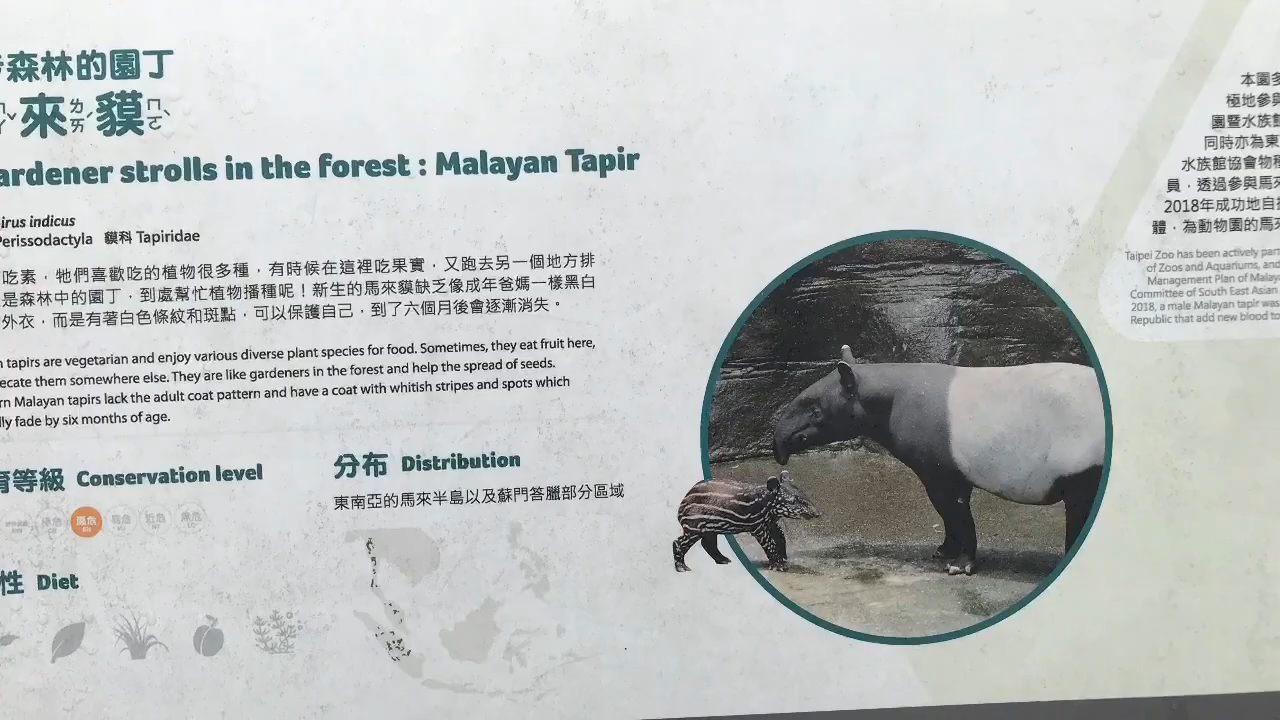 森林的園丁
來貘
ardener strolls in the forest : Malayan Tapir
irus indicus
Perissodactyla 貘科 Tapiridae
吃素，牠們喜歡吃的植物很多種，有時候在這裡吃果實，又跑去另一個地方排
是森林中的園丁，到處幫忙植物播種呢！新生的馬來貘缺乏像成年爸媽一樣黑白
外衣，而是有著白色條紋和斑點，可以保護自己，到了六個月後會逐漸消失。
n tapirs are vegetarian and enjoy various diverse plant species for food. Sometimes, they eat fruit here,
ecate them somewhere else. They are like gardeners in the forest and help the spread of seeds.
rn Malayan tapirs lack the adult coat pattern and have a coat with whitish stripes and spots which
lly fade by six months of age.
育等級 Conservation level
瀕危
EN
性 Diet
分布 Distribution
東南亞的馬來半島以及蘇門答臘部分區域
本園多
極地參與
園暨水族館
同時亦為東
水族館協會物種
員，透過參與馬來
2018年成功地自捷
體，為動物園的馬來
Taipei Zoo has been actively part
of Zoos and Aquariums, and
Management Plan of Malay
Committee of South East Asian
2018, a male Malayan tapir was
Republic that add new blood to